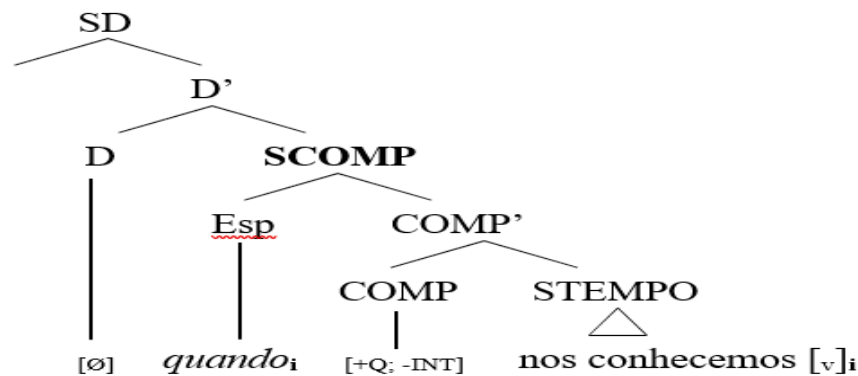 SD
D’
D SCOMP
Esp COMP’
COMP STEMPO
[Ø] quandoi [+Q; -INT] nos conhecemos [v]i